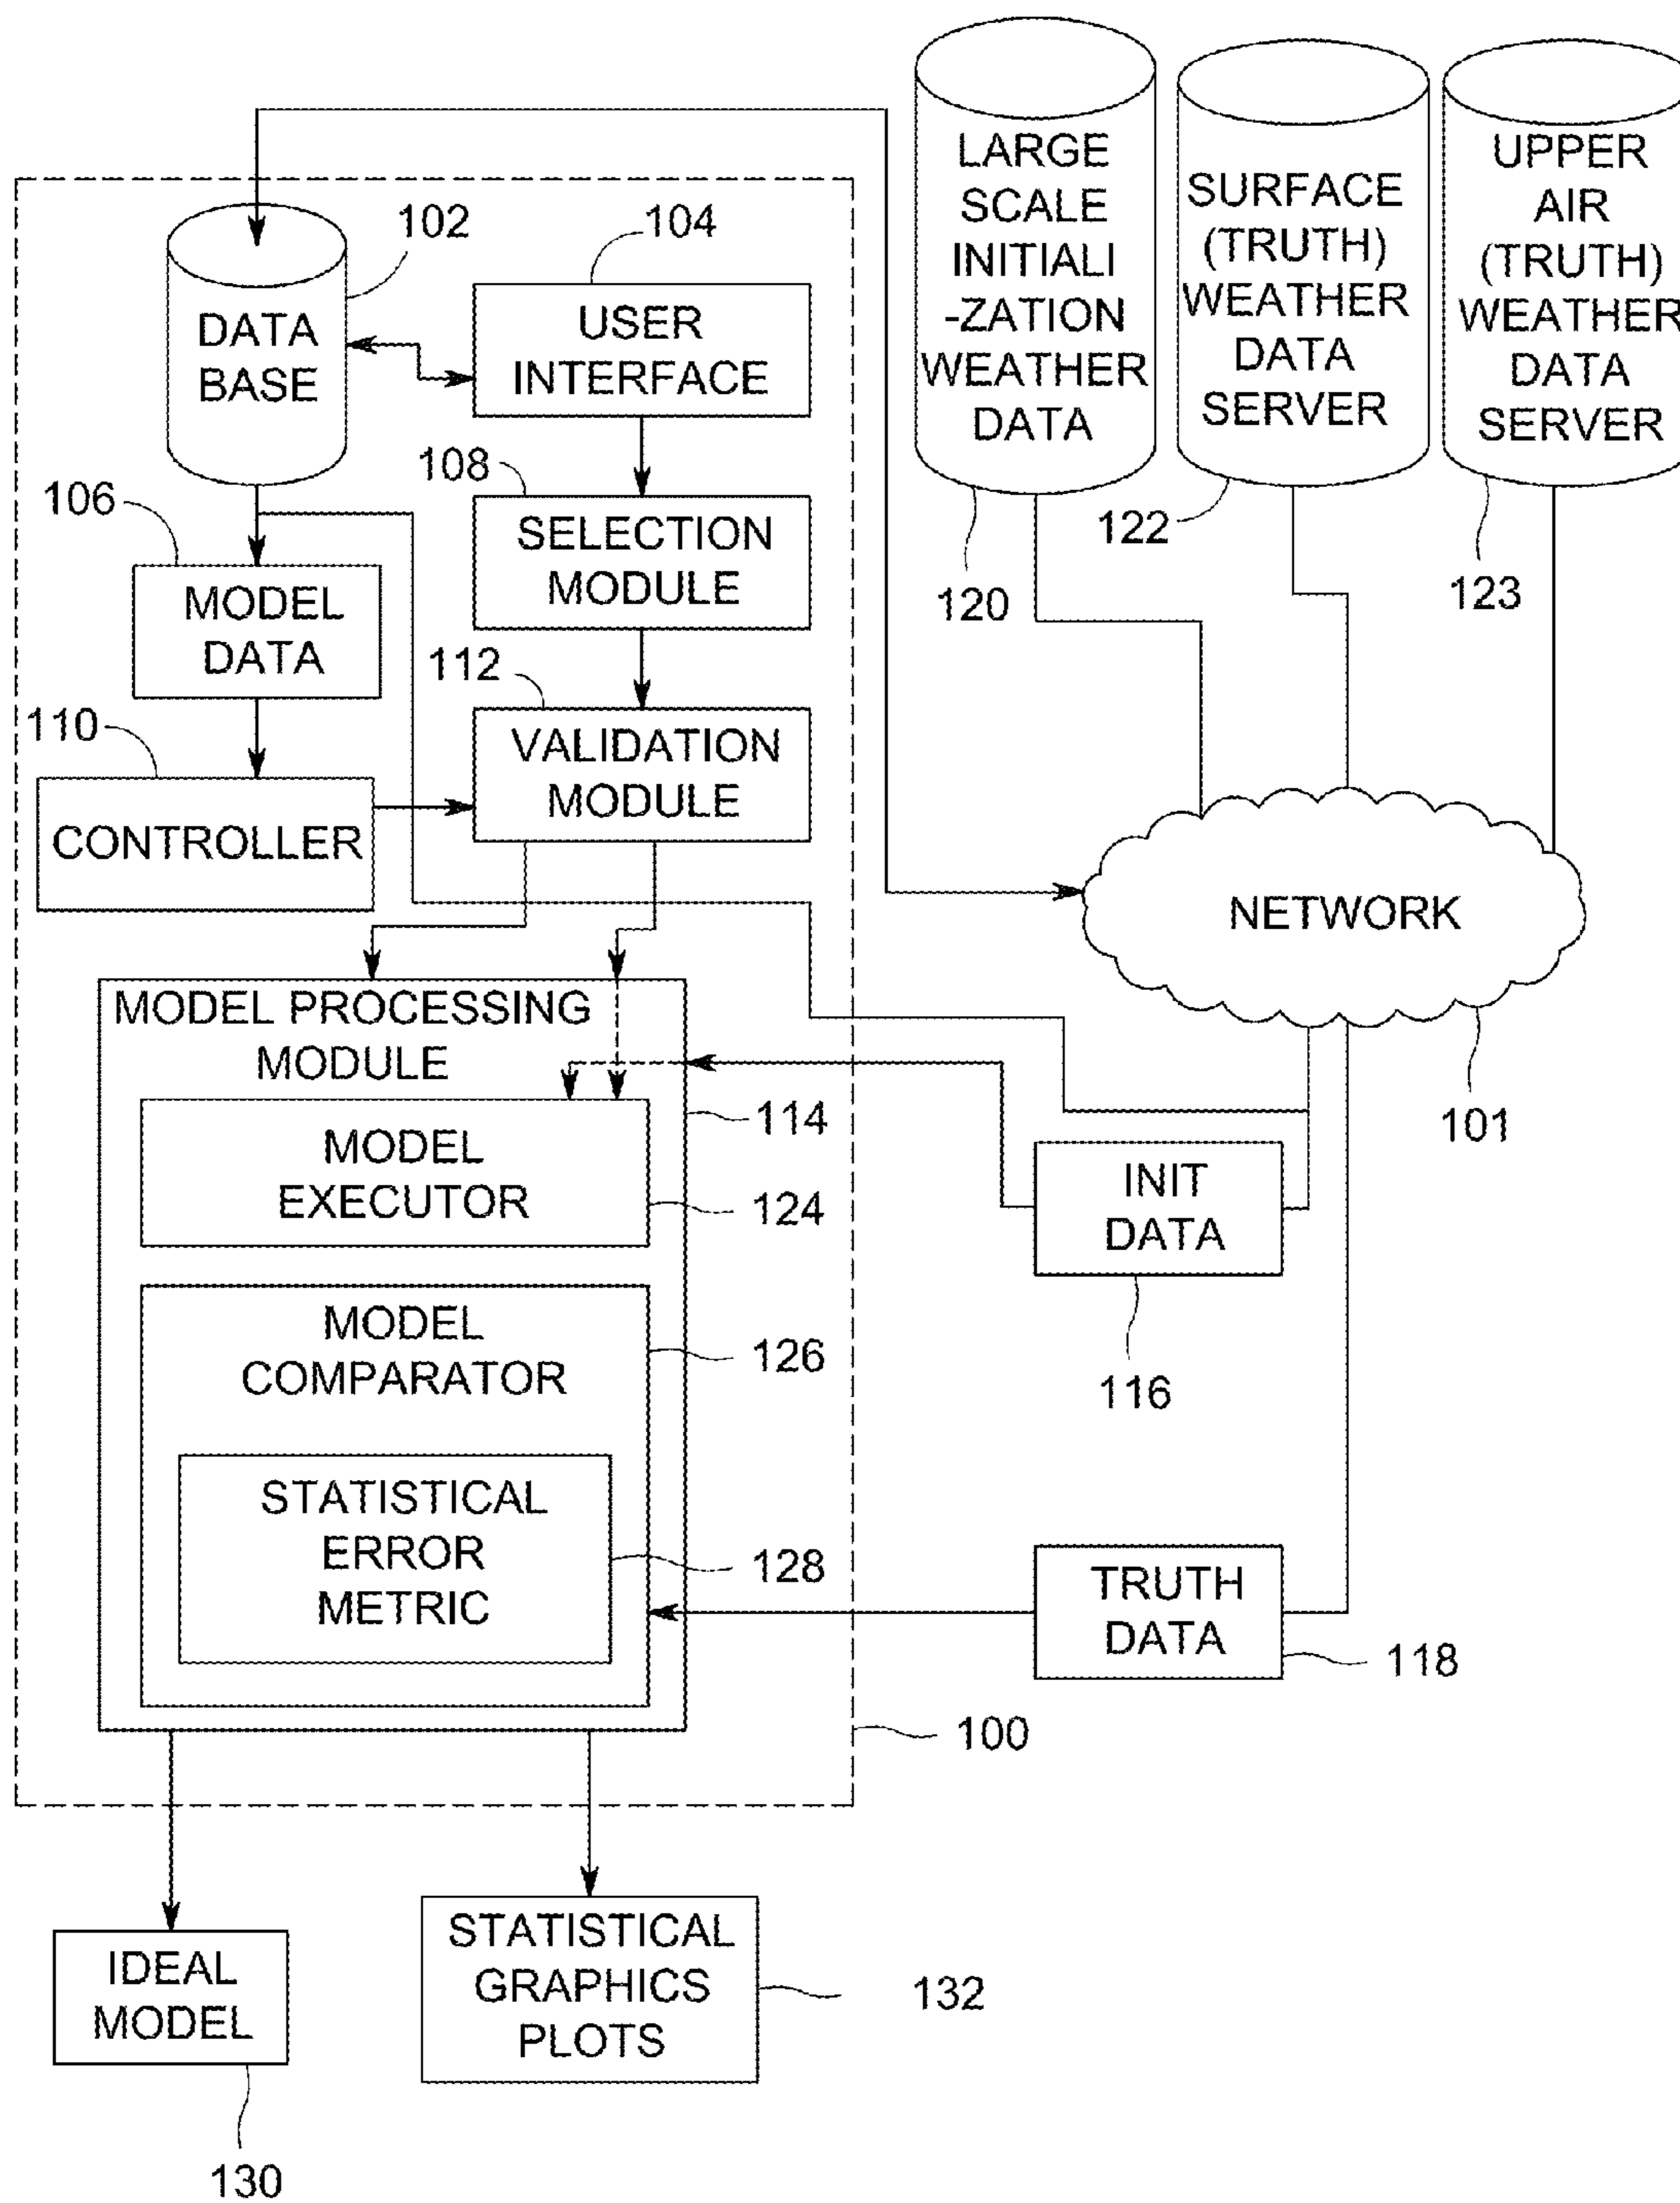 LARGE
SCALE
INITIALI
-ZATION
WEATHER
DATA
SURFACE
(TRUTH)
WEATHER
DATA
SERVER
UPPER
AIR
(TRUTH)
WEATHER
DATA
SERVER
102
104
DATA
BASE
USER
INTERFACE
108
106
SELECTION
MODULE
120
122
123
MODEL
DATA
112
110
VALIDATION
MODULE
CONTROLLER
NETWORK
101
MODEL PROCESSING
MODULE
114
MODEL
EXECUTOR
124
INIT
DATA
116
MODEL
COMPARATOR
126
STATISTICAL
ERROR
METRIC
128
TRUTH
DATA
118
100
IDEAL
MODEL
130
STATISTICAL
GRAPHICS
PLOTS
132